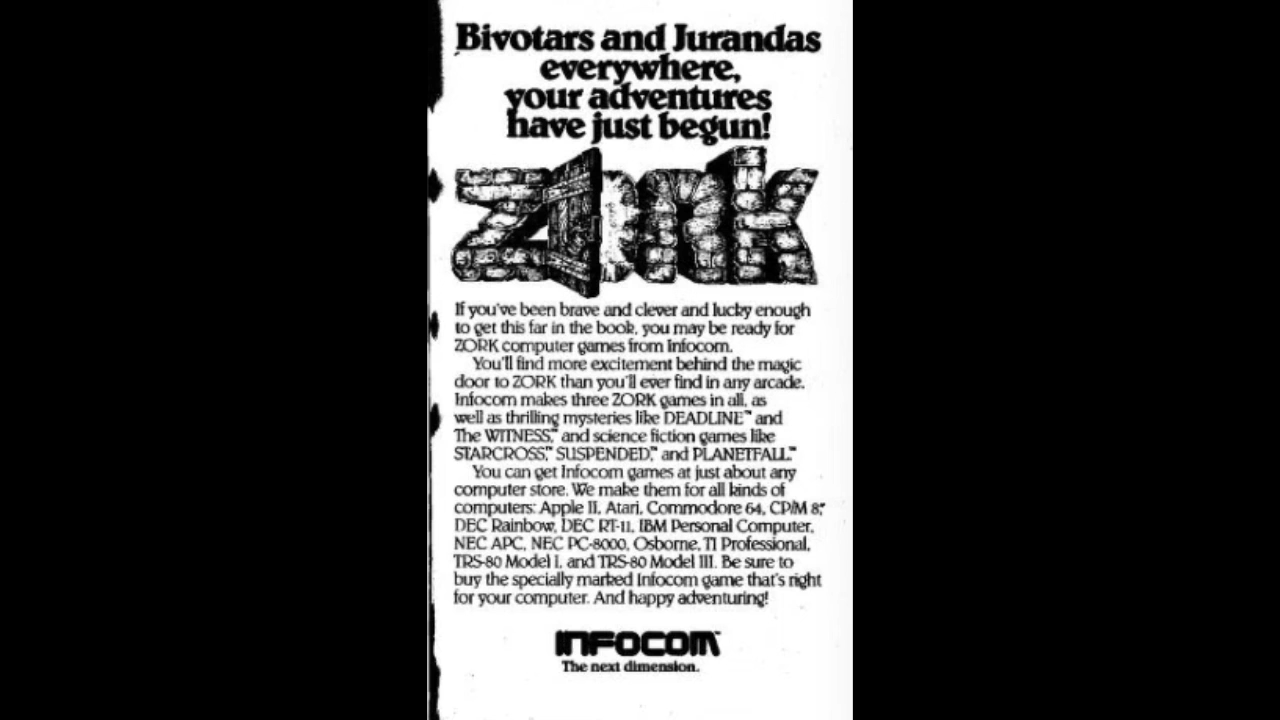 Bivotars and Jurandas
everywhere,
your adventures
have just begun!
ZORK
If you've been brave and clever and lucky enough
to get this far in the book, you may be ready for
ZORK computer games from Infocom.
You'll find more excitement behind the magic
door to ZORK than you'll ever find in any arcade.
Infocom makes three ZORK games in all, as
well as thrilling mysteries like DEADLINE™ and
The WITNESS,™ and science fiction games like
STARCROSS,™ SUSPENDED,™ and PLANETFALL.™
You can get Infocom games at just about any
computer store. We make them for all kinds of
computers: Apple II, Atari, Commodore 64, CP/M 8,"
DEC Rainbow, DEC RT-11, IBM Personal Computer,
NEC APC, NEC PC-8000, Osborne, TI Professional,
TRS-80 Model I, and TRS-80 Model III. Be sure to
buy the specially marked Infocom game that's right
for your computer. And happy adventuring!
INFOCOM™
The next dimension.